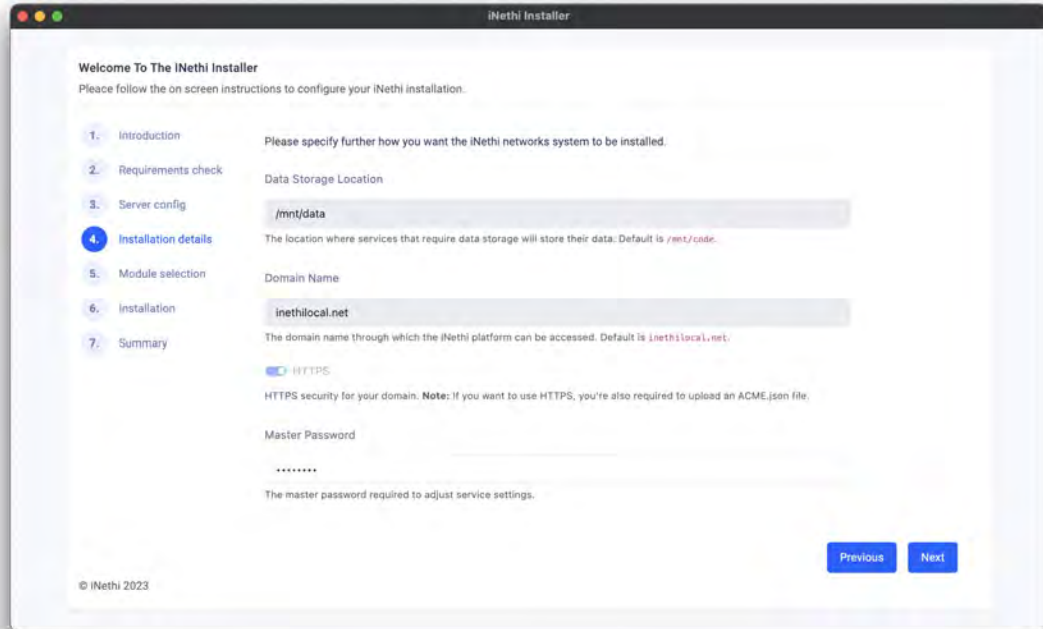 iNethi Installer
Welcome To The iNethi Installer
Please follow the on screen instructions to configure your iNethi installation.
1. Introduction
2. Requirements check
3. Server config
4. Installation details
5. Module selection
6. Installation
7. Summary
Please specify further how you want the iNethi networks system to be installed.
Data Storage Location
/mnt/data
The location where services that require data storage will store their data. Default is /mnt/code.
Domain Name
inethilocal.net
The domain name through which the iNethi platform can be accessed. Default is inethilocal.net.
HTTPS
HTTPS security for your domain. Note: If you want to use HTTPS, you're also required to upload an ACME.json file.
Master Password
••••••••
The master password required to adjust service settings.
Previous Next
© iNethi 2023